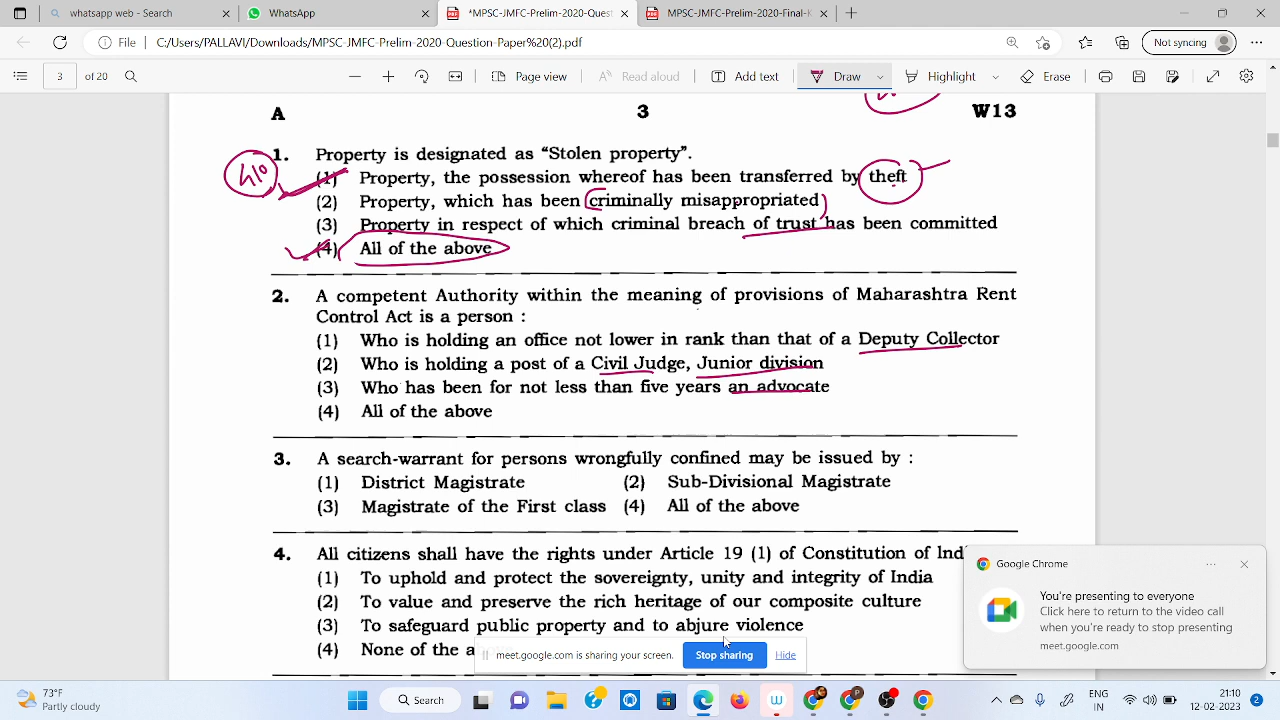 whatsapp web - Search
WhatsApp
*MPSC-JMFC-Prelim-2020-Quest
MPSC-JMFC-Prelim-2020-Final-K
File
C:/Users/PALLAVI/Downloads/MPSC_JMFC-Prelim-2020_Question-Paper%20(2).pdf
Not syncing
3 of 20
Page view
Read aloud
Add text
Draw
Highlight
Erase
A 3 W13
410
1. Property is designated as “Stolen property”.
(1) Property, the possession whereof has been transferred by theft
(2) Property, which has been criminally misappropriated
(3) Property in respect of which criminal breach of trust has been committed
(4) All of the above
2. A competent Authority within the meaning of provisions of Maharashtra Rent
Control Act is a person :
(1) Who is holding an office not lower in rank than that of a Deputy Collector
(2) Who is holding a post of a Civil Judge, Junior division
(3) Who has been for not less than five years an advocate
(4) All of the above
3. A search-warrant for persons wrongfully confined may be issued by :
(1) District Magistrate (2) Sub-Divisional Magistrate
(3) Magistrate of the First class (4) All of the above
4. All citizens shall have the rights under Article 19 (1) of Constitution of Ind
(1) To uphold and protect the sovereignty, unity and integrity of India
(2) To value and preserve the rich heritage of our composite culture
(3) To safeguard public property and to abjure violence
(4) None of the a
meet.google.com is sharing your screen.
Stop sharing
Hide
Google Chrome
You're presenting to everyone
Click here to return to the video call
when you're ready to stop presenting
meet.google.com
73°F
Partly cloudy
Search
ENG
IN
21:10
12-02-2023
2